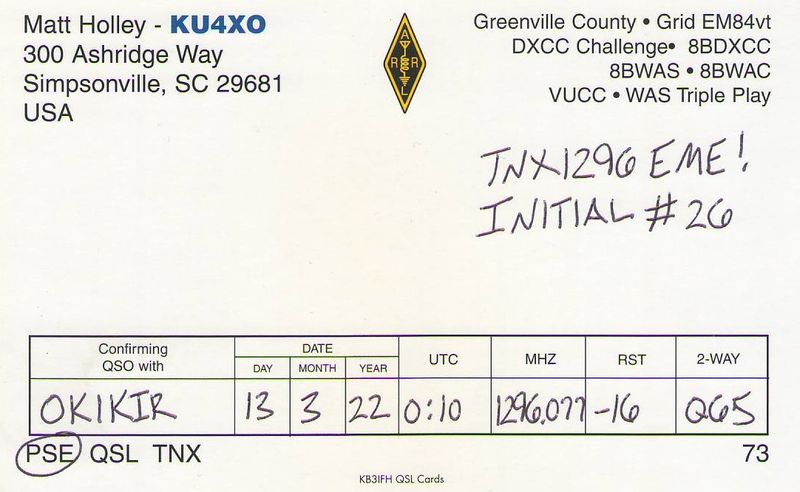 Matt Holley - KU4XO
300 Ashridge Way
Simpsonville, SC 29681
USA
A
R R
L
Greenville County • Grid EM84vt
DXCC Challenge• 8BDXCC
8BWAS • 8BWAC
VUCC • WAS Triple Play
TNX 1296 EME!
INITIAL # 26
Confirming QSO with
DATE
DAY MONTH YEAR
UTC
MHZ
RST
2-WAY
OK1KIR 13 3 22 0:10 1296.077 -16 Q65
PSE QSL TNX
73
KB3IFH QSL Cards